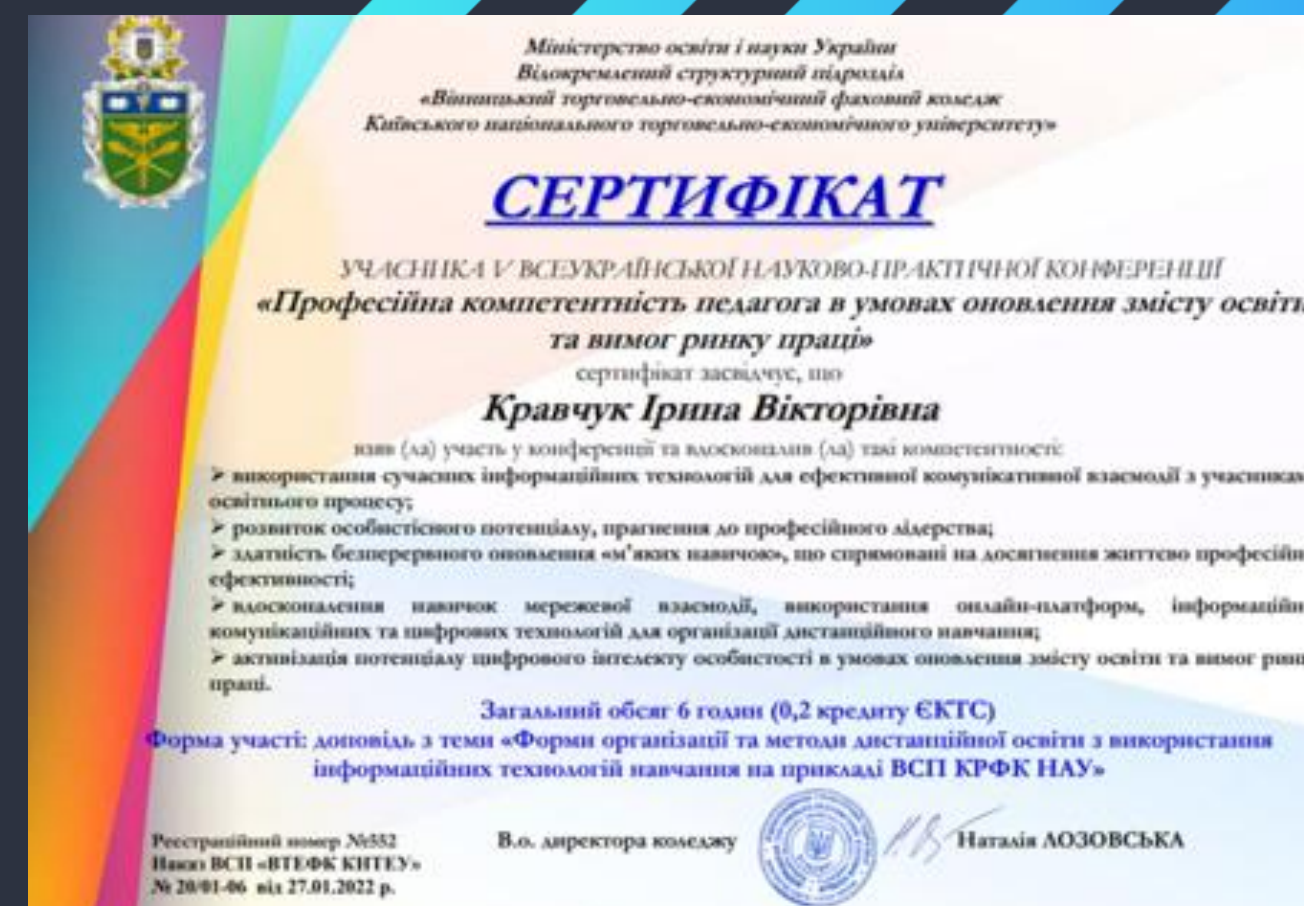 Міністерство освіти і науки України
Відокремлений структурний підрозділ
«Вінницький торговельно-економічний фаховий коледж
Київського національного торговельно-економічного університету»
СЕРТИФІКАТ
УЧАСНИКА V ВСЕУКРАЇНСЬКОЇ НАУКОВО-ПРАКТИЧНОЇ КОНФЕРЕНЦІЇ
«Професійна компетентність педагога в умовах оновлення змісту освіти
та вимог ринку праці»
сертифікат засвідчує, що
Кравчук Ірина Вікторівна
взяв (ла) участь у конференції та вдосконалив (ла) такі компетентності:
➢ використання сучасних інформаційних технологій для ефективної комунікативної взаємодії з учасникам
освітнього процесу;
➢ розвиток особистісного потенціалу, прагнення до професійного лідерства;
➢ здатність безперервного оновлення «м'яких навичок», що спрямовані на досягнення життєво професійн
ефективності;
➢ вдосконалення навичок мережевої взаємодії, використання онлайн-платформ, інформаційн
комунікаційних та цифрових технологій для організації дистанційного навчання;
➢ активізація потенціалу цифрового інтелекту особистості в умовах оновлення змісту освіти та вимог рин
праці.
Загальний обсяг 6 годин (0,2 кредиту ЄКТС)
Форма участі: доповідь з теми «Форми організації та методи дистанційної освіти з використання
інформаційних технологій навчання на прикладі ВСП КРФК НАУ»
Реєстраційний номер №552
Наказ ВСП «ВТЕФК КНТЕУ»
№ 20/01-06 від 27.01.2022 р.
В.о. директора коледжу
Наталія ЛОЗОВСЬКА